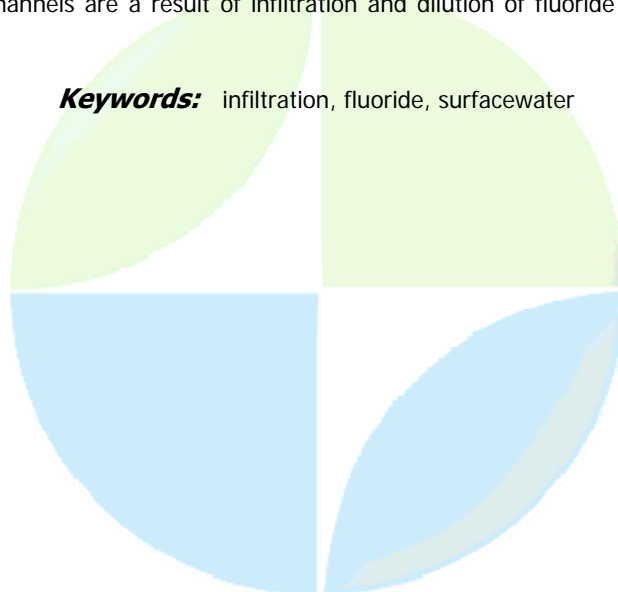 hannels are a result of infiltration and dilution of fluoride
Keywords: infiltration, fluoride, surfacewater